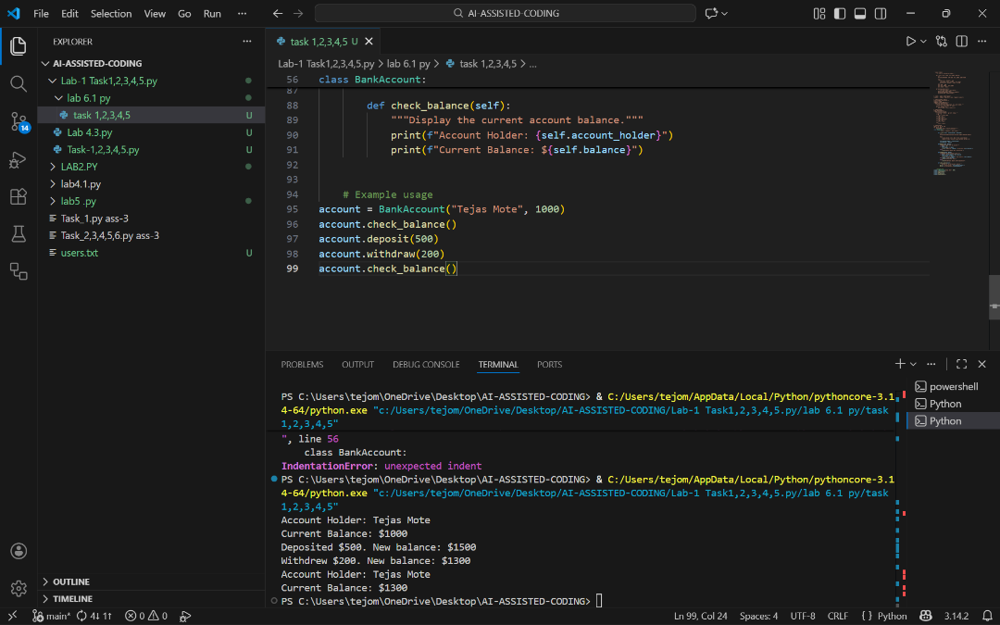 File Edit Selection View Go Run ···
AI-ASSISTED-CODING
EXPLORER
AI-ASSISTED-CODING
Lab-1 Task1,2,3,4,5.py
lab 6.1 py
task 1,2,3,4,5 U
Lab 4.3.py U
Task-1,2,3,4,5.py U
LAB2.PY
lab4.1.py
lab5 .py
Task_1.py ass-3
Task_2,3,4,5,6.py ass-3
users.txt U
OUTLINE
TIMELINE
14
task 1,2,3,4,5 U
Lab-1 Task1,2,3,4,5.py > lab 6.1 py > task 1,2,3,4,5 > ...
56 class BankAccount:
87
88 def check_balance(self):
89 """Display the current account balance."""
90 print(f"Account Holder: {self.account_holder}")
91 print(f"Current Balance: ${self.balance}")
92
93
94 # Example usage
95 account = BankAccount("Tejas Mote", 1000)
96 account.check_balance()
97 account.deposit(500)
98 account.withdraw(200)
99 account.check_balance()
PROBLEMS OUTPUT DEBUG CONSOLE TERMINAL PORTS
PS C:\Users\tejom\OneDrive\Desktop\AI-ASSISTED-CODING> & C:/Users/tejom/AppData/Local/Python/pythoncore-3.1
4-64/python.exe "c:/Users/tejom/OneDrive/Desktop/AI-ASSISTED-CODING/Lab-1 Task1,2,3,4,5.py/lab 6.1 py/task
1,2,3,4,5"
", line 56
class BankAccount:
IndentationError: unexpected indent
PS C:\Users\tejom\OneDrive\Desktop\AI-ASSISTED-CODING> & C:/Users/tejom/AppData/Local/Python/pythoncore-3.1
4-64/python.exe "c:/Users/tejom/OneDrive/Desktop/AI-ASSISTED-CODING/Lab-1 Task1,2,3,4,5.py/lab 6.1 py/task
1,2,3,4,5"
Account Holder: Tejas Mote
Current Balance: $1000
Deposited $500. New balance: $1500
Withdrew $200. New balance: $1300
Account Holder: Tejas Mote
Current Balance: $1300
PS C:\Users\tejom\OneDrive\Desktop\AI-ASSISTED-CODING>
powershell
Python
Python
main* 4↓ 1↑ 0 0 Ln 99, Col 24 Spaces: 4 UTF-8 CRLF { } Python 3.14.2